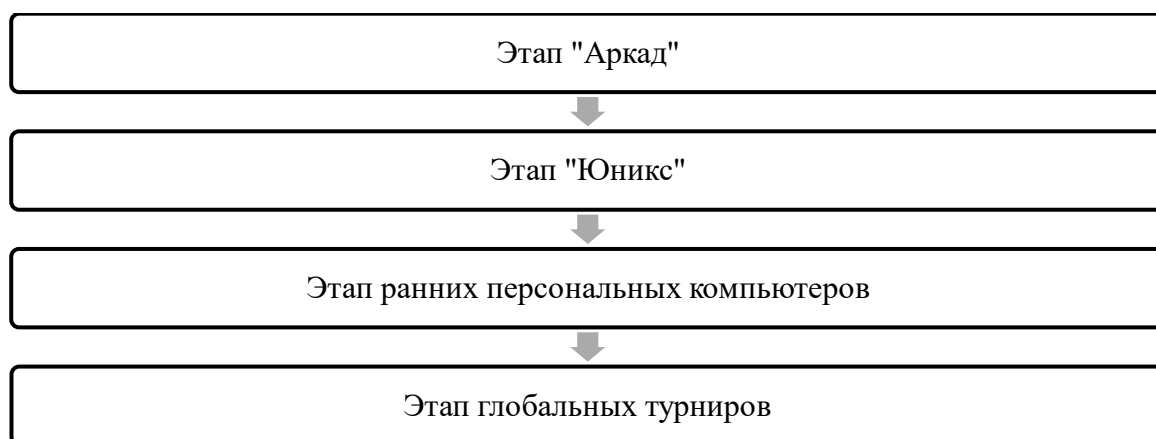 Этап "Аркад"
Этап "Юникс"
Этап ранних персональных компьютеров
Этап глобальных турниров